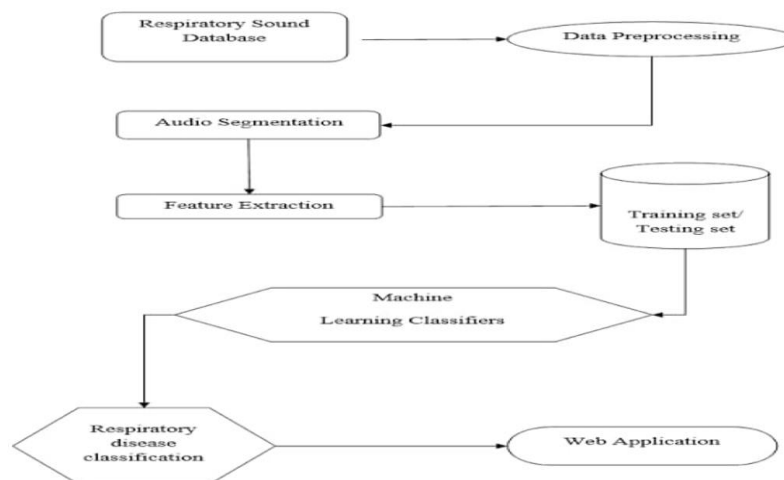 Respiratory Sound
Database
Data Preprocessing
Audio Segmentation
Feature Extraction
Training set/
Testing set
Machine
Learning Classifiers
Respiratory
disease
classification
Web Application